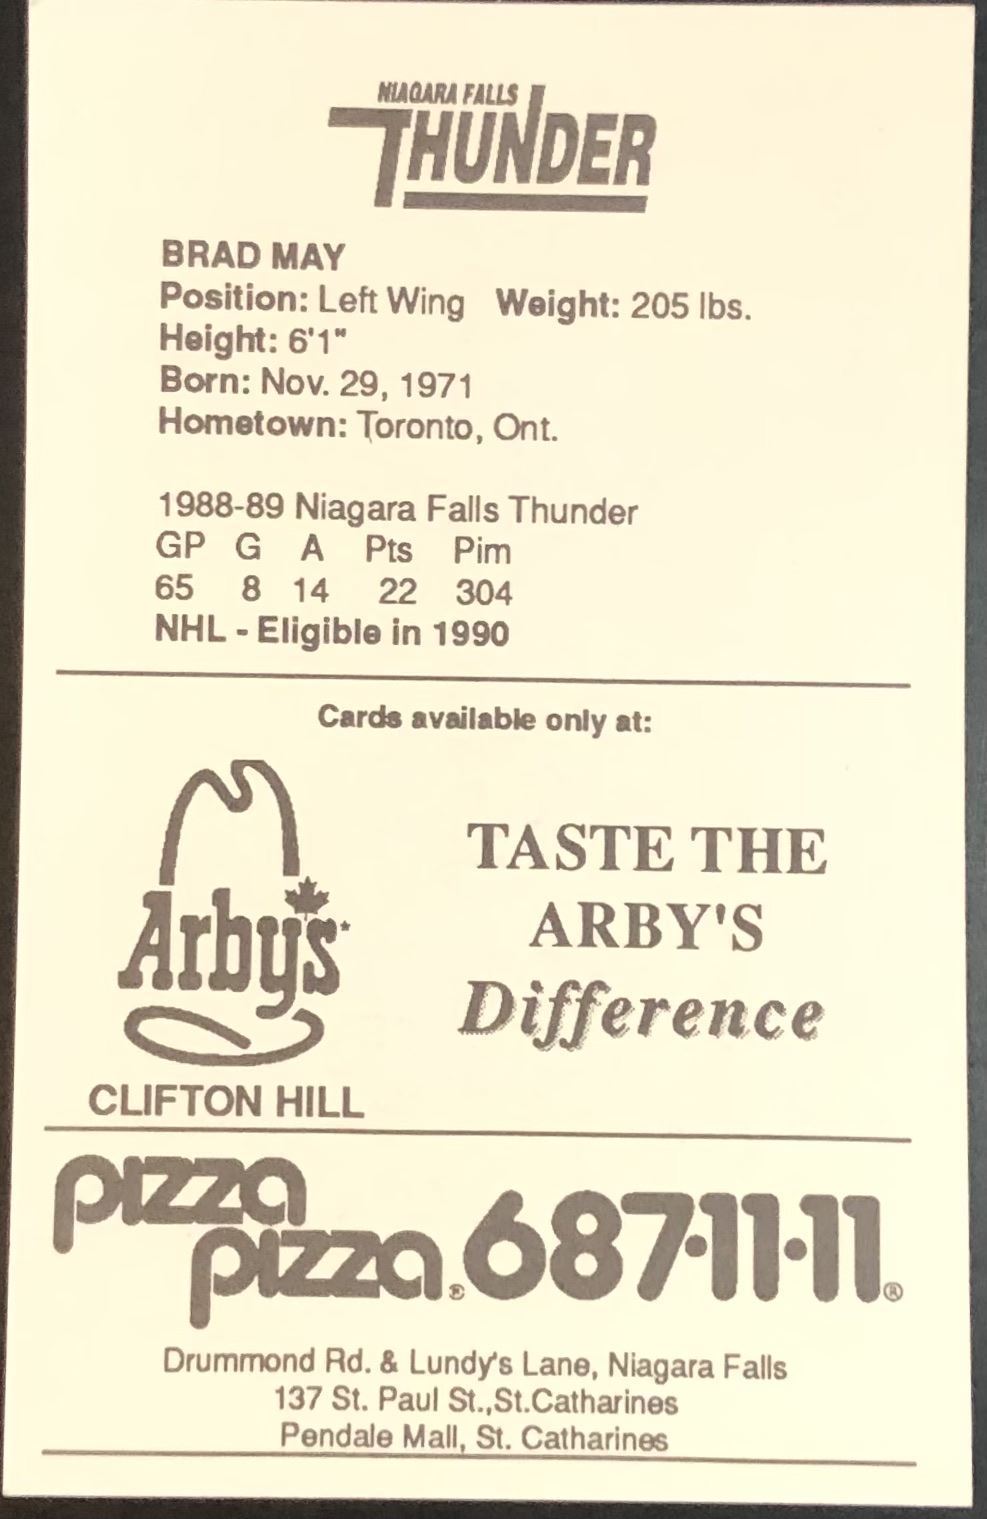 NIAGARA FALLS
THUNDER
BRAD MAY
Position: Left Wing Weight: 205 lbs.
Height: 6'1"
Born: Nov. 29, 1971
Hometown: Toronto, Ont.
1988-89 Niagara Falls Thunder
GP G A Pts Pim
65 8 14 22 304
NHL - Eligible in 1990
Cards available only at:
Arby's
CLIFTON HILL
TASTE THE
ARBY'S
Difference
pizza
pizza® 687-11-11®
Drummond Rd. & Lundy's Lane, Niagara Falls
137 St. Paul St.,St.Catharines
Pendale Mall, St. Catharines